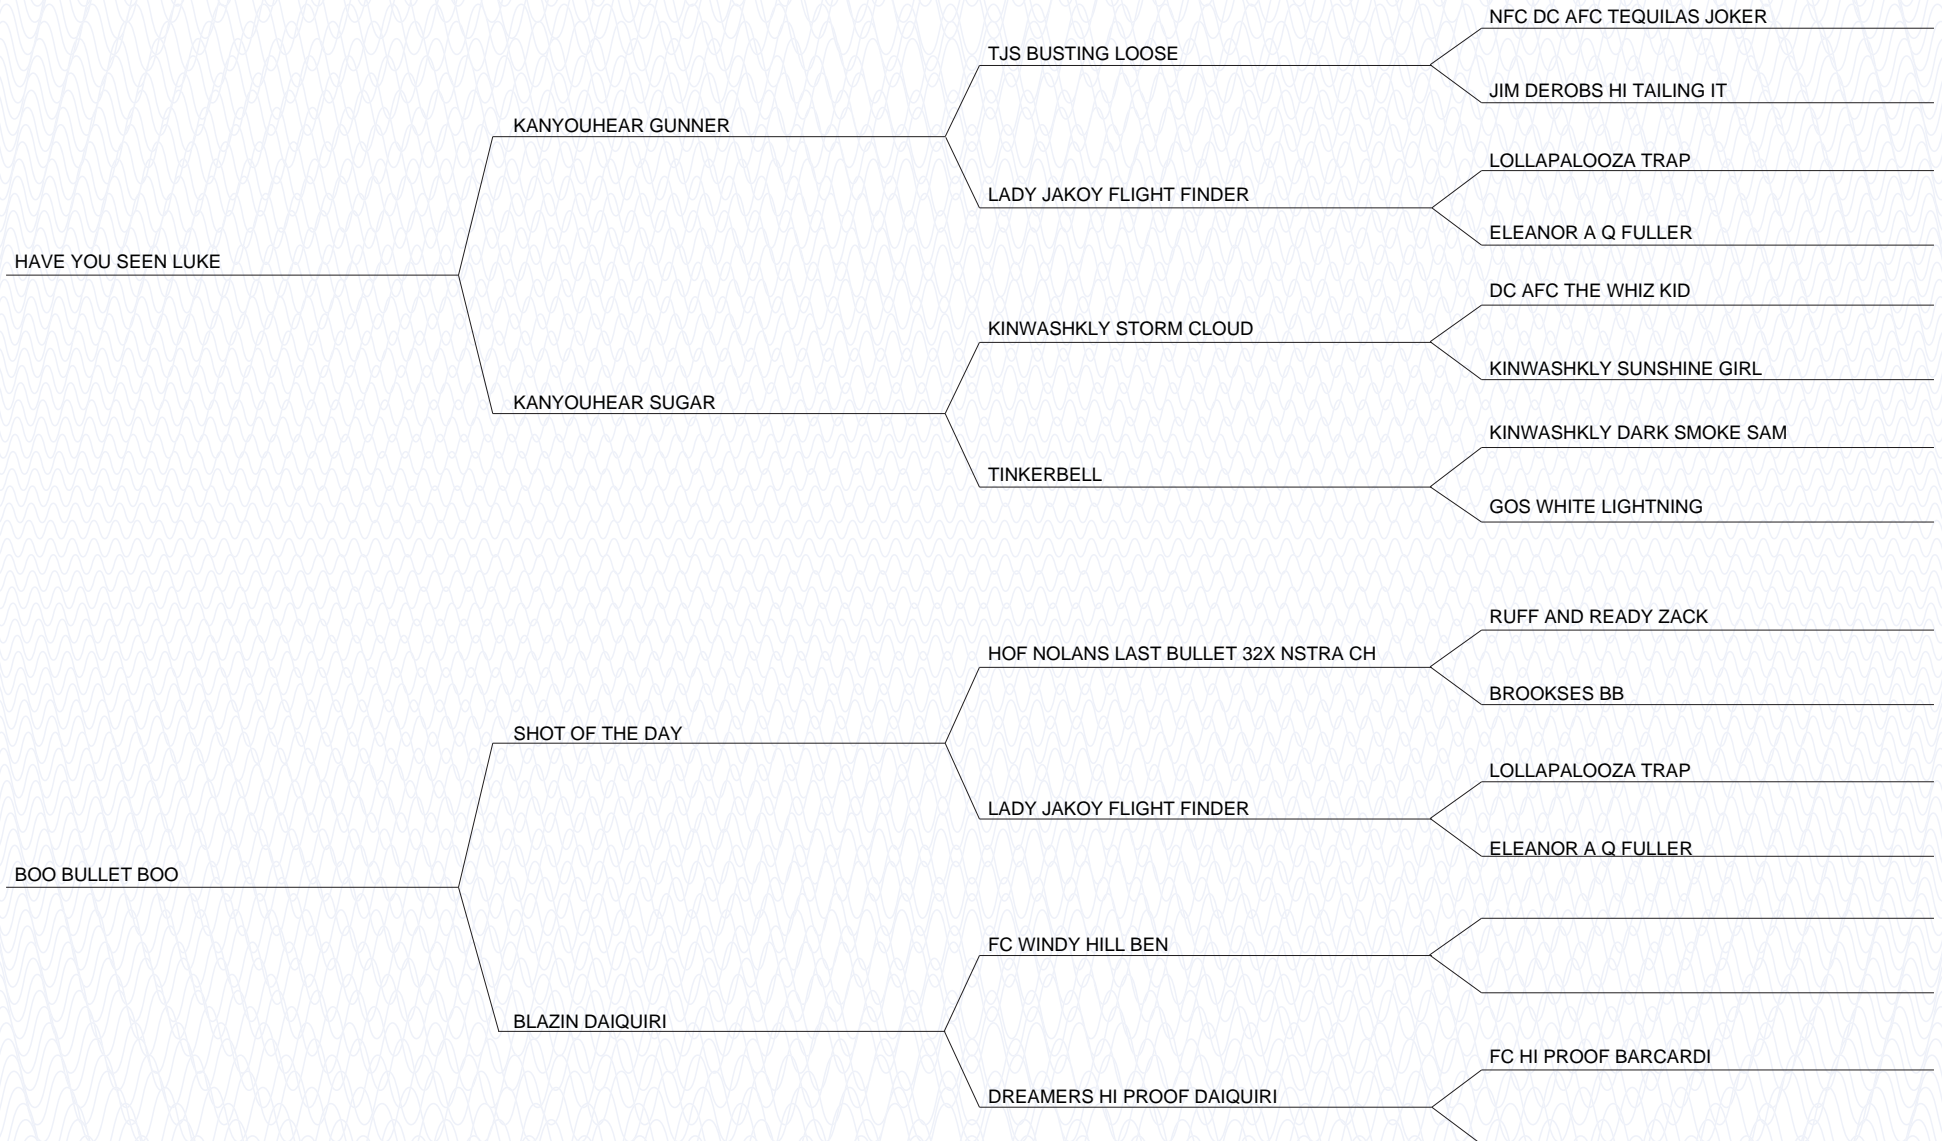 NFC DC AFC TEQUILAS JOKER
TJS BUSTING LOOSE
JIM DEROBS HI TAILING IT
KANYOUHEAR GUNNER
LOLLAPALOOZA TRAP
LADY JAKOY FLIGHT FINDER
ELEANOR A Q FULLER
HAVE YOU SEEN LUKE
DC AFC THE WHIZ KID
KINWASHKLY STORM CLOUD
KINWASHKLY SUNSHINE GIRL
KANYOUHEAR SUGAR
KINWASHKLY DARK SMOKE SAM
TINKERBELL
GOS WHITE LIGHTNING
RUFF AND READY ZACK
HOF NOLANS LAST BULLET 32X NSTRA CH
BROOKSES BB
SHOT OF THE DAY
LOLLAPALOOZA TRAP
LADY JAKOY FLIGHT FINDER
ELEANOR A Q FULLER
BOO BULLET BOO
FC WINDY HILL BEN
BLAZIN DAIQUIRI
FC HI PROOF BARCARDI
DREAMERS HI PROOF DAIQUIRI